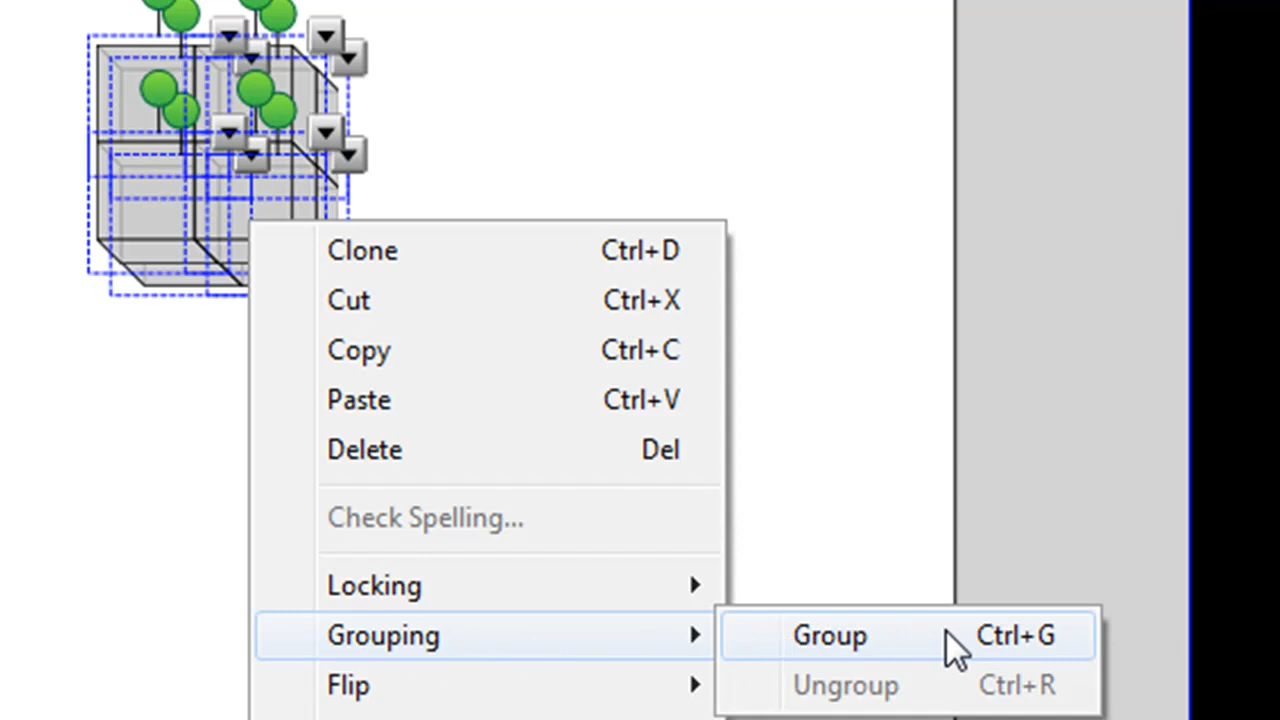 Clone Ctrl+D
Cut Ctrl+X
Copy Ctrl+C
Paste Ctrl+V
Delete Del
Check Spelling...
Locking
Grouping
Group Ctrl+G
Flip
Ungroup Ctrl+R